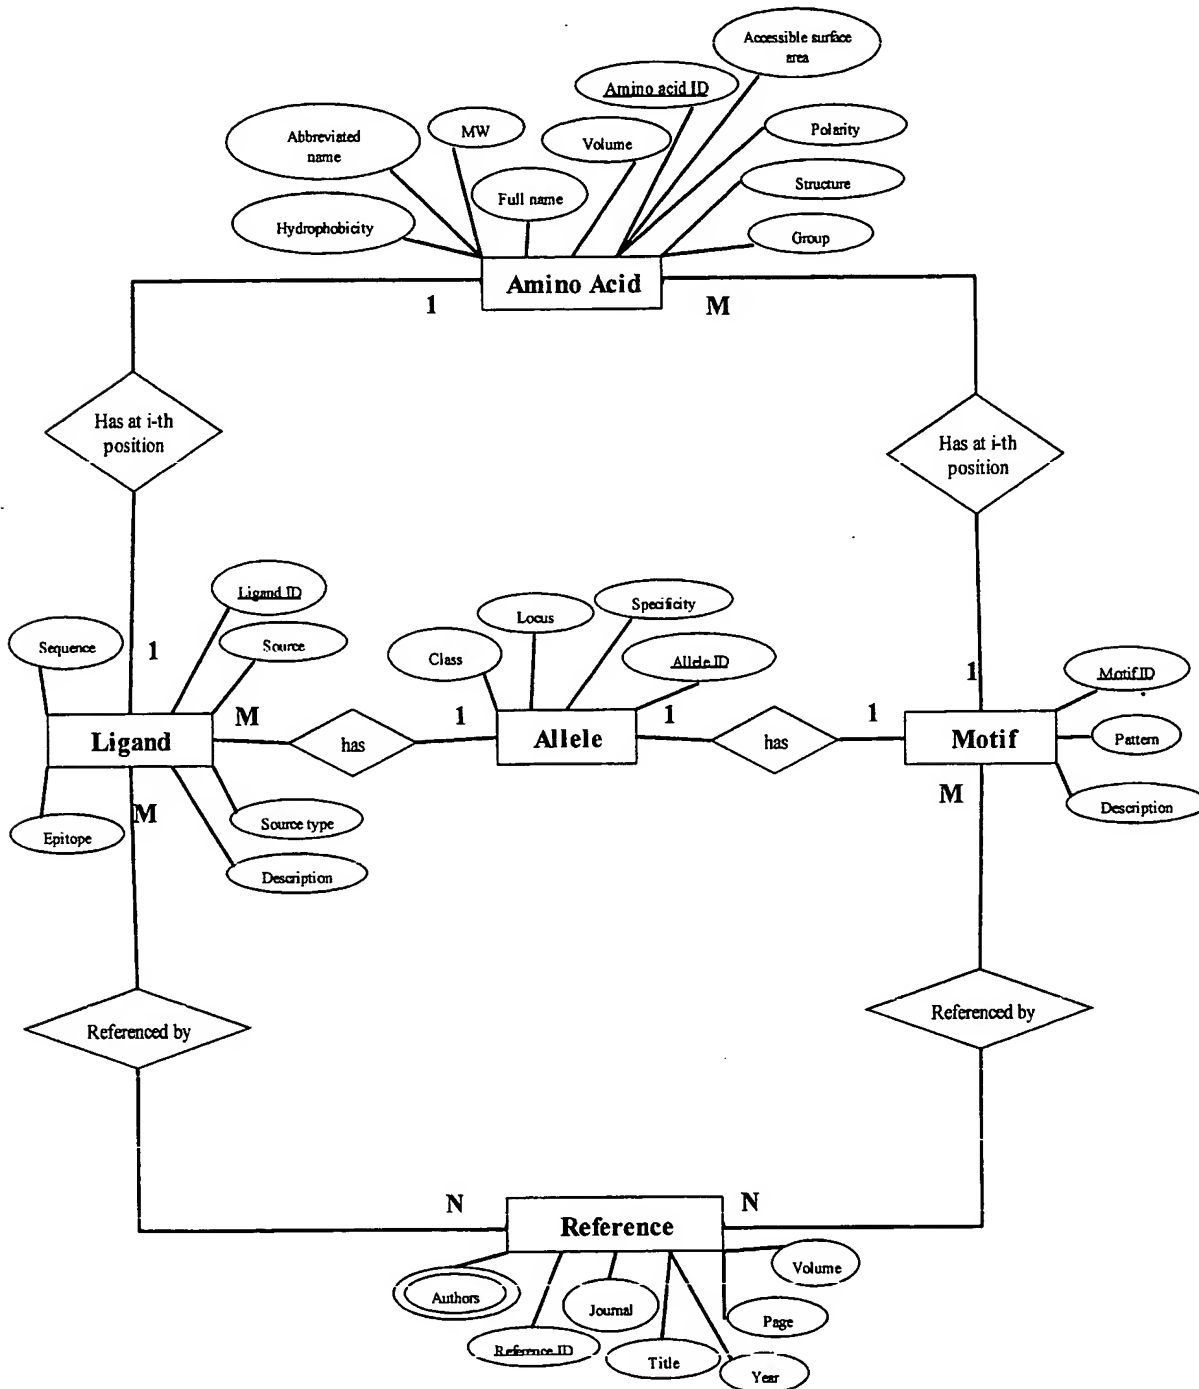 Accessible surface
area
Amino acid ID
Abbreviated
name
MW
Volume
Polarity
Full name
Structure
Hydrophobicity
Group
Amino Acid
1
M
Has at i-th
position
Has at i-th
position
Ligand ID
Sequence
Source
1
Locus
Specificity
Class
Allele ID
1
Motif ID
M
1
1
1
Ligand
has
Allele
has
Motif
Pattern
M
M
Epitope
Source type
Description
Description
Referenced by
Referenced by
N
N
Reference
Authors
Journal
Volume
Reference ID
Title
Page
Year